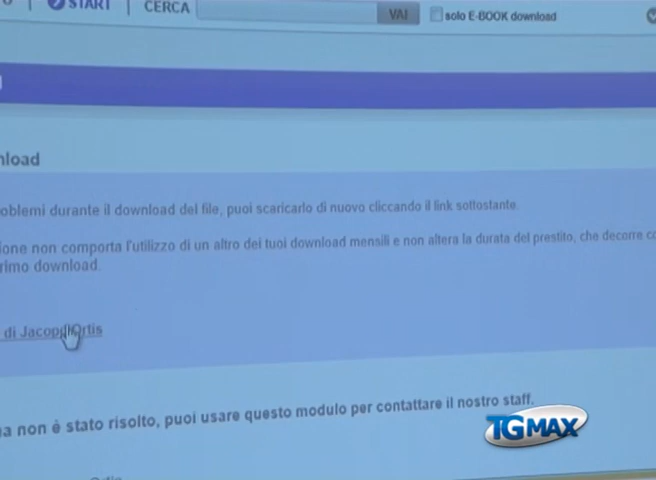 START | CERCA VAI solo E-BOOK download
nload
oblemi durante il download del file, puoi scaricarlo di nuovo cliccando il link sottostante.
ione non comporta l'utilizzo di un altro dei tuoi download mensili e non altera la durata del prestito, che decorre
rimo download.
di Jacopo Ortis
a non è stato risolto, puoi usare questo modulo per contattare il nostro staff.
TGMAX